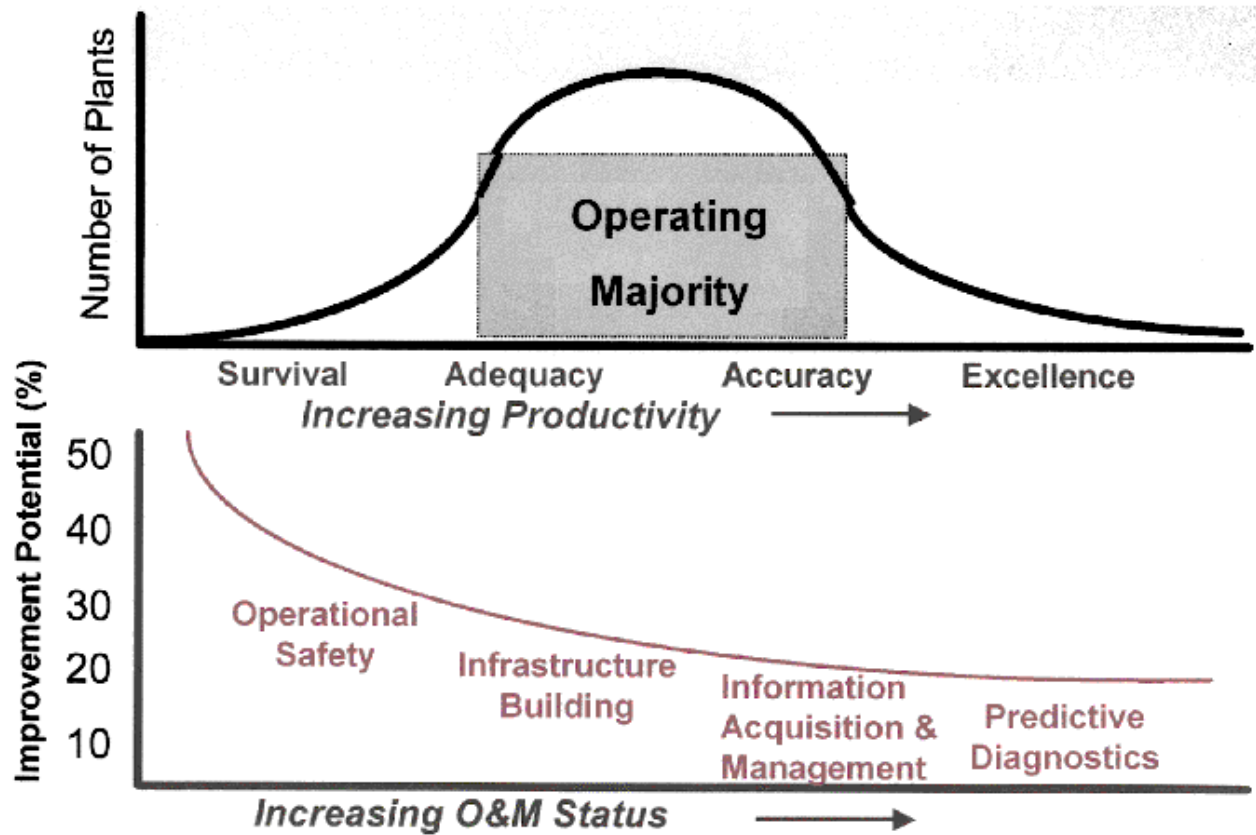 Number of Plants
Operating
Majority
Survival Adequacy Accuracy Excellence
Increasing Productivity
Improvement Potential (%)
50
40
30
20
10
Operational
Safety
Infrastructure
Building
Information
Acquisition &
Management
Predictive
Diagnostics
Increasing O&M Status